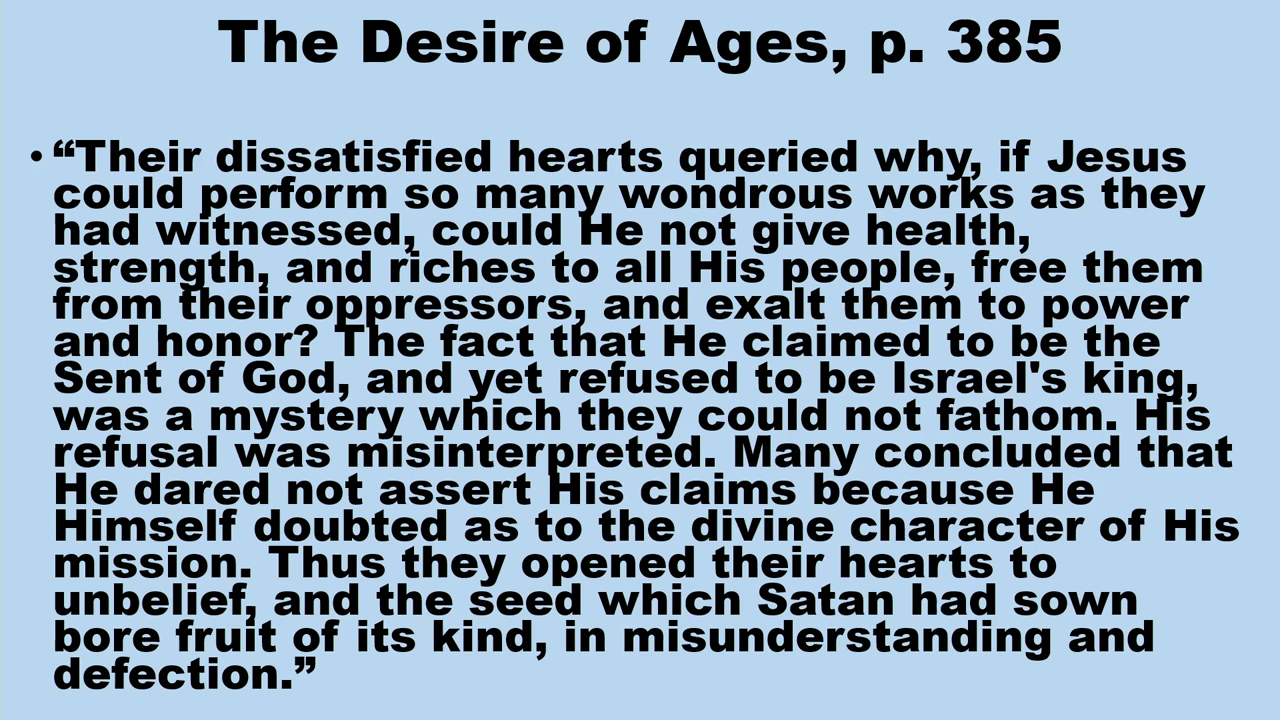 The Desire of Ages, p. 385
• “Their dissatisfied hearts queried why, if Jesus
could perform so many wondrous works as they
had witnessed, could He not give health,
strength, and riches to all His people, free them
from their oppressors, and exalt them to power
and honor? The fact that He claimed to be the
Sent of God, and yet refused to be Israel's king,
was a mystery which they could not fathom. His
refusal was misinterpreted. Many concluded that
He dared not assert His claims because He
Himself doubted as to the divine character of His
mission. Thus they opened their hearts to
unbelief, and the seed which Satan had sown
bore fruit of its kind, in misunderstanding and
defection.”